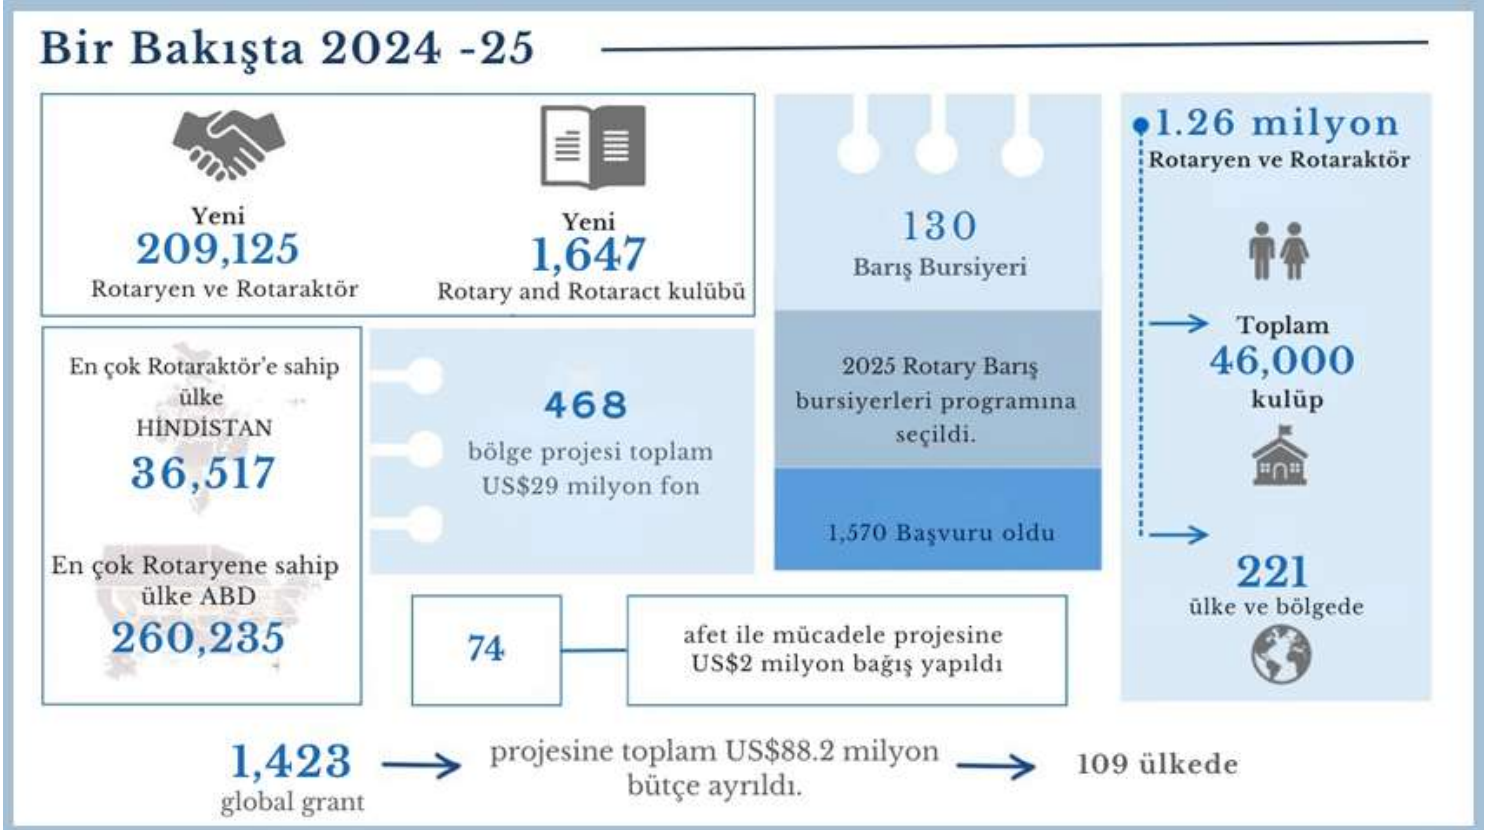 Bir Bakışta 2024 -25
Yeni
209,125
Rotaryen ve Rotaraktör
Yeni
1,647
Rotary and Rotaract kulübü
130
Barış Bursiyeri
2025 Rotary Barış
bursiyerleri programına
seçildi.
1,570 Başvuru oldu
1.26 milyon
Rotaryen ve Rotaraktör
Toplam
46,000
kulüp
221
ülke ve bölgede
En çok Rotaraktör'e sahip
ülke
HİNDİSTAN
36,517
En çok Rotaryene sahip
ülke ABD
260,235
468
bölge projesi toplam
US$29 milyon fon
74
afet ile mücadele projesine
US$2 milyon bağış yapıldı
1,423
global grant
projesine toplam US$88.2 milyon
bütçe ayrıldı.
109 ülkede